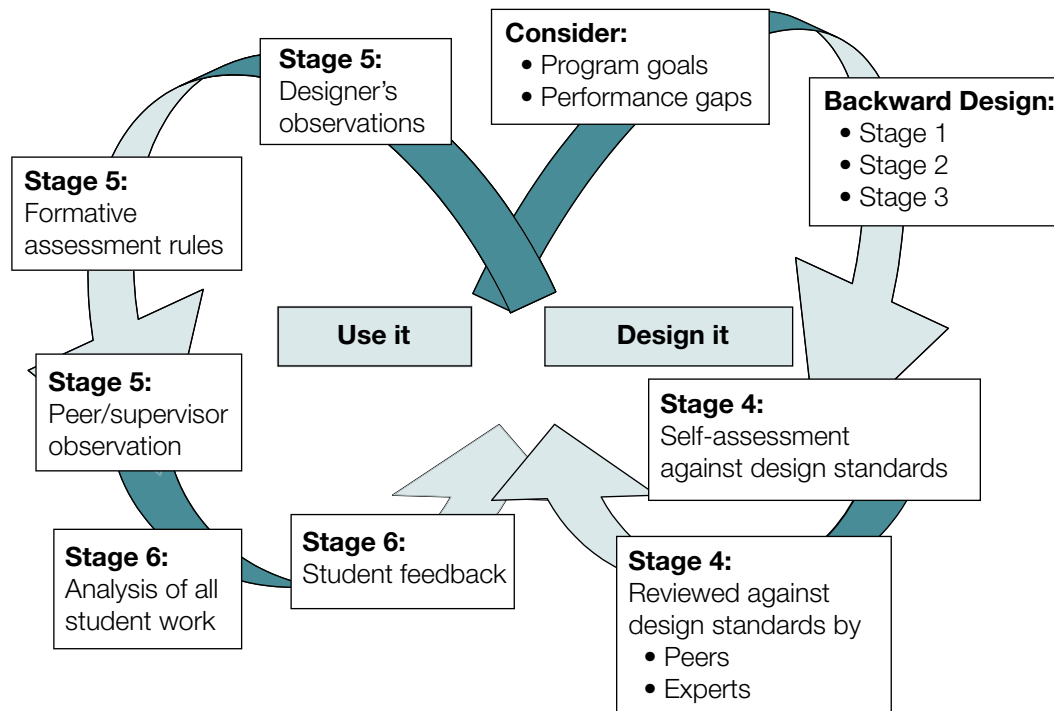 Consider:
• Program goals
• Performance gaps
Backward Design:
• Stage 1
• Stage 2
• Stage 3
Stage 4:
Self-assessment
against design standards
Stage 4:
Reviewed against
design standards by
• Peers
• Experts
Design it
Use it
Stage 5:
Designer’s
observations
Stage 5:
Formative
assessment rules
Stage 5:
Peer/supervisor
observation
Stage 6:
Analysis of all
student work
Stage 6:
Student feedback